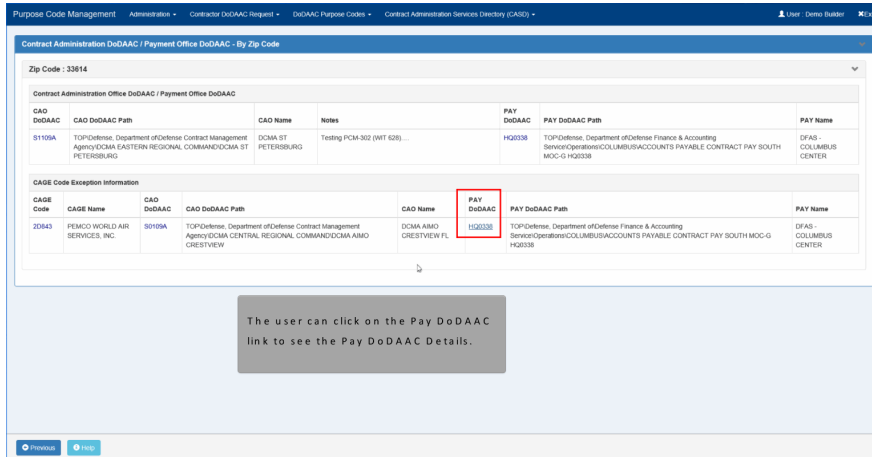 Purpose Code Management Administration Contractor DoDAAC Request DoDAAC Purpose Codes Contract Administration Services Directory (CASD) User : Demo Builder Ex
Contract Administration DoDAAC / Payment Office DoDAAC - By Zip Code
Zip Code : 33614
Contract Administration Office DoDAAC / Payment Office DoDAAC
CAO DoDAAC CAO DoDAAC Path CAO Name Notes PAY DoDAAC PAY DoDAAC Path PAY Name
S1109A TOP\Defense, Department of\Defense Contract Management DCMA ST Testing PCM-302 (WIT 628).... HQ0338 TOP\Defense, Department of\Defense Finance & Accounting DFAS -
Agency\DCMA EASTERN REGIONAL COMMAND\DCMA ST PETERSBURG Service\Operations\COLUMBUS\ACCOUNTS PAYABLE CONTRACT PAY SOUTH COLUMBUS
PETERSBURG MOC-G HQ0338 CENTER
CAGE Code Exception Information
CAGE Code CAGE Name CAO DoDAAC CAO DoDAAC Path CAO Name PAY DoDAAC PAY DoDAAC Path PAY Name
2D843 PEMCO WORLD AIR S0109A TOP\Defense, Department of\Defense Contract Management DCMA AIMO HQ0338 TOP\Defense, Department of\Defense Finance & Accounting DFAS -
SERVICES, INC. Agency\DCMA CENTRAL REGIONAL COMMAND\DCMA AIMO CRESTVIEW FL Service\Operations\COLUMBUS\ACCOUNTS PAYABLE CONTRACT PAY SOUTH MOC-G COLUMBUS
CRESTVIEW HQ0338 CENTER
The user can click on the Pay DoDAAC
link to see the Pay DoDAAC Details.
Previous Help